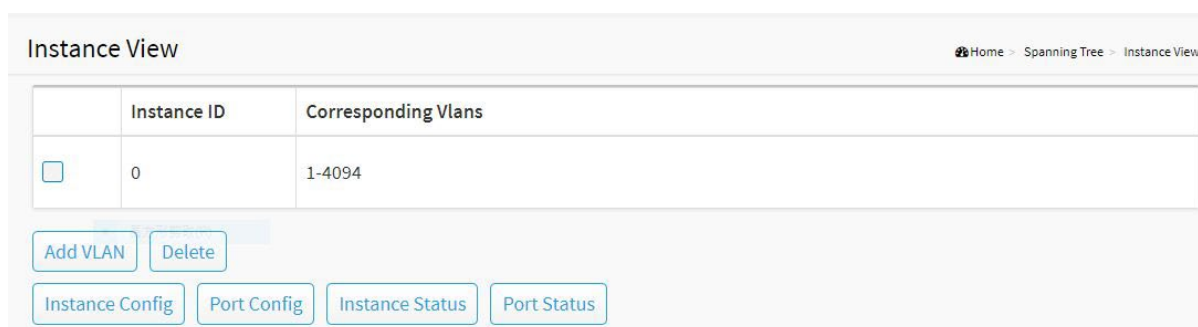 Instance View
Home > Spanning Tree > Instance View
Instance ID Corresponding Vlans
0 1-4094
Add VLAN Delete
Instance Config Port Config Instance Status Port Status